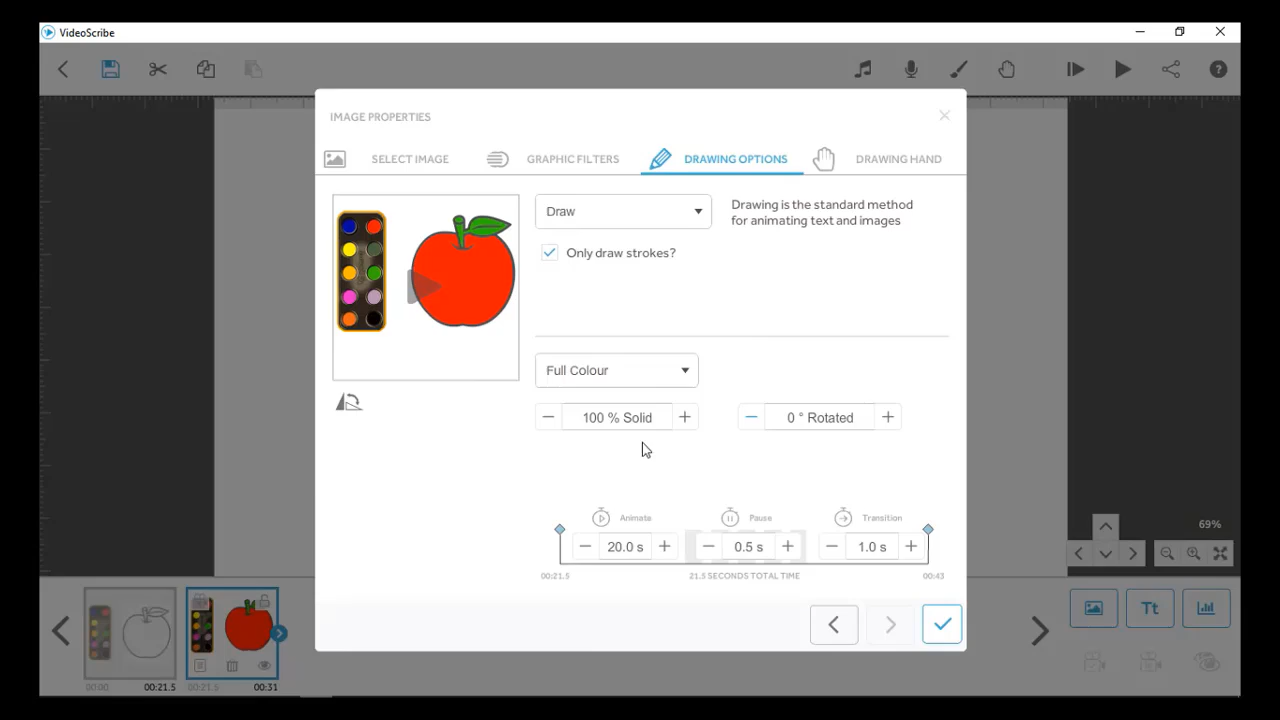 VideoScribe
IMAGE PROPERTIES
SELECT IMAGE
GRAPHIC FILTERS
DRAWING OPTIONS
DRAWING HAND
Draw
Drawing is the standard method
for animating text and images
Only draw strokes?
Full Colour
100 % Solid
0 ° Rotated
Animate
Pause
Transition
20.0 s
0.5 s
1.0 s
00:21.5
21.5 SECONDS TOTAL TIME
00:43
69%
Tt
00:00
00:21.5
00:21.5
00:31